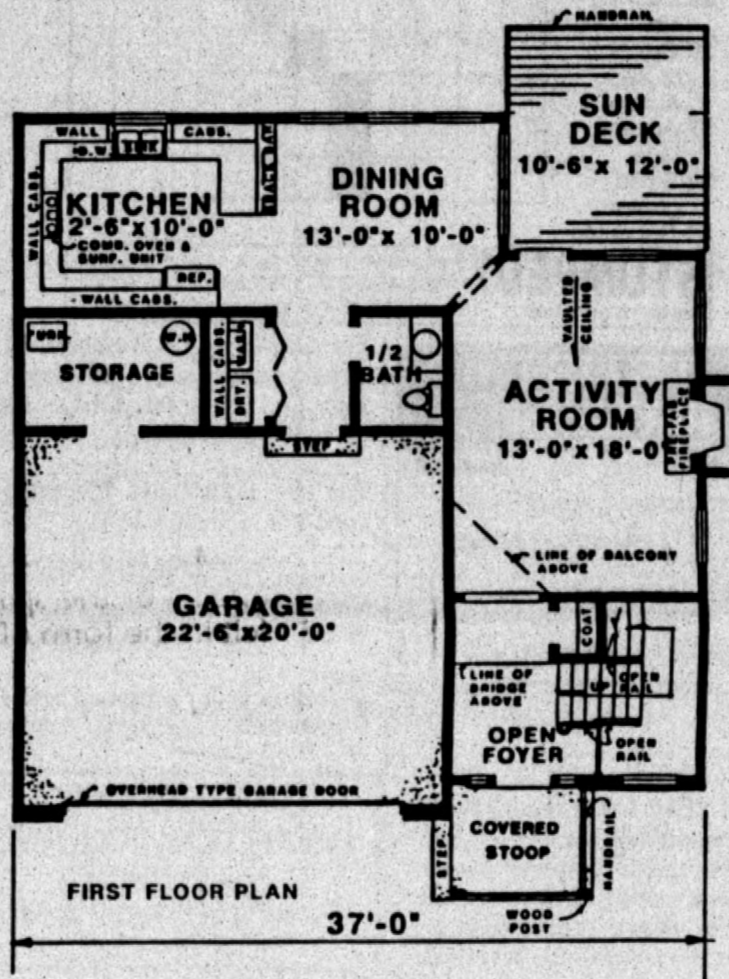 HANDRAIL
SUN
DECK
10'-6"x 12'-0"
WALL CABS.
D.W.
SINK
WALL CABS.
KITCHEN
2'-6"x10'-0"
COMB. OVEN &
SURF. UNIT
REF.
WALL CABS.
DINING
ROOM
13'-0"x 10'-0"
VAULTED
CEILING
FURN.
W.H.
STORAGE
WALL CABS.
WASH.
DRY.
1/2
BATH
STEP
ACTIVITY
ROOM
13'-0"x18'-0"
PRE-FAB
FIREPLACE
LINE OF BALCONY
ABOVE
GARAGE
22'-6"x20'-0"
COAT
LINE OF
BRIDGE
ABOVE
UP
OPEN
RAIL
OPEN
FOYER
OPEN
RAIL
OVERHEAD TYPE GARAGE DOOR
STEP
COVERED
STOOP
HANDRAIL
WOOD
POST
FIRST FLOOR PLAN
37'-0"